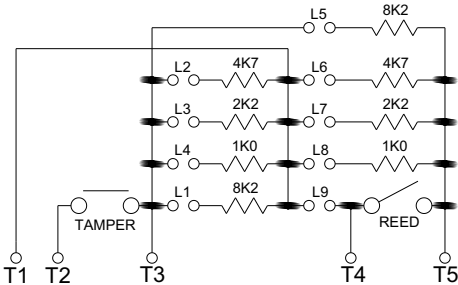 L5 8K2
L2 4K7 L6 4K7
L3 2K2 L7 2K2
L4 1K0 L8 1K0
L1 8K2 L9
TAMPER REED
T1 T2 T3 T4 T5